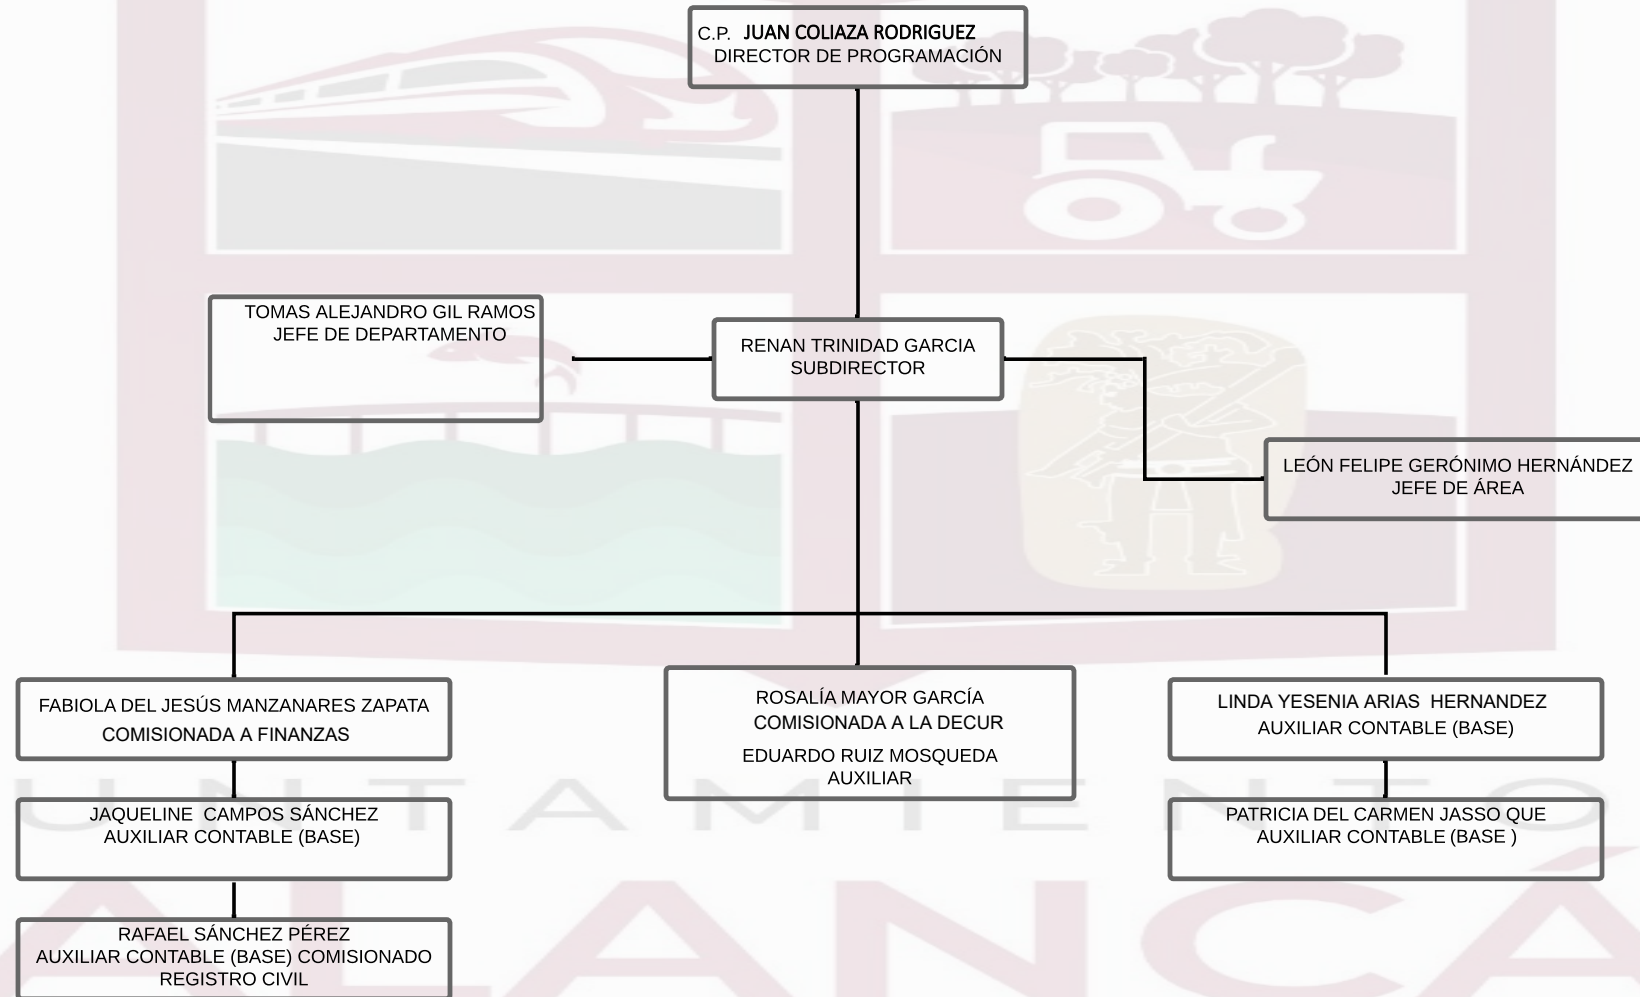 C.P. JUAN COLIAZA RODRIGUEZ
DIRECTOR DE PROGRAMACIÓN
TOMAS ALEJANDRO GIL RAMOS
JEFE DE DEPARTAMENTO
RENAN TRINIDAD GARCIA
SUBDIRECTOR
LEÓN FELIPE GERÓNIMO HERNÁNDEZ
JEFE DE ÁREA
FABIOLA DEL JESÚS MANZANARES ZAPATA
COMISIONADA A FINANZAS
ROSALÍA MAYOR GARCÍA
COMISIONADA A LA DECUR
EDUARDO RUIZ MOSQUEDA
AUXILIAR
LINDA YESENIA ARIAS HERNANDEZ
AUXILIAR CONTABLE (BASE)
JAQUELINE CAMPOS SÁNCHEZ
AUXILIAR CONTABLE (BASE)
PATRICIA DEL CARMEN JASSO QUE
AUXILIAR CONTABLE (BASE )
RAFAEL SÁNCHEZ PÉREZ
AUXILIAR CONTABLE (BASE) COMISIONADO
REGISTRO CIVIL
UNTAMIENTO
ALANCÁ